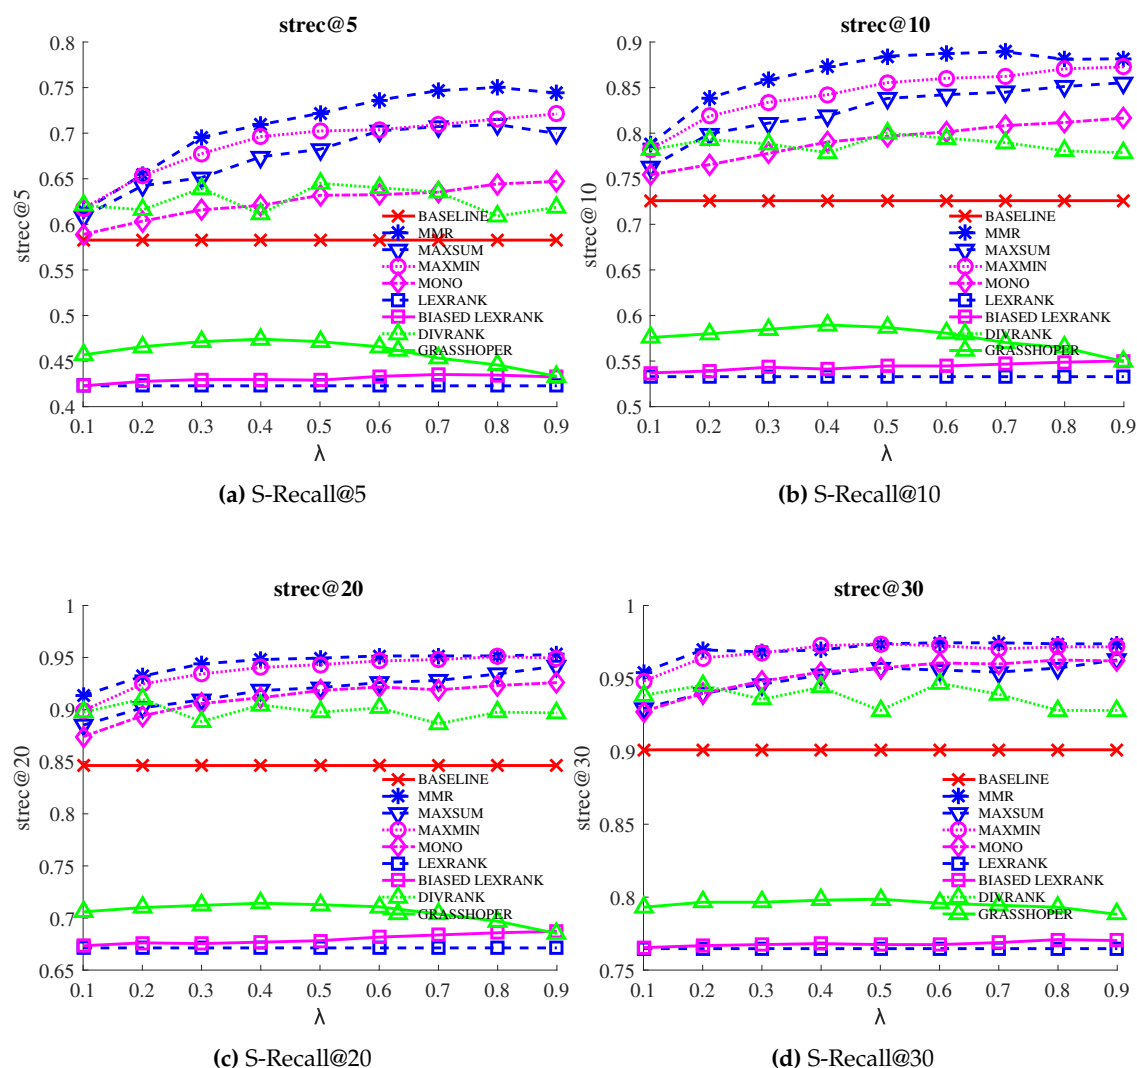 strec@5
0.8
0.75
0.7
0.65
0.6
0.55
0.5
0.45
0.4
strec@5
BASELINE
MMR
MAXSUM
MAXMIN
MONO
LEXRANK
BIASED LEXRANK
DIVRANK
GRASSHOPER
0.1 0.2 0.3 0.4 0.5 0.6 0.7 0.8 0.9
λ
(a) S-Recall@5
strec@10
0.9
0.85
0.8
0.75
0.7
0.65
0.6
0.55
0.5
strec@10
BASELINE
MMR
MAXSUM
MAXMIN
MONO
LEXRANK
BIASED LEXRANK
DIVRANK
GRASSHOPER
0.1 0.2 0.3 0.4 0.5 0.6 0.7 0.8 0.9
λ
(b) S-Recall@10
strec@20
1
0.95
0.9
0.85
0.8
0.75
0.7
0.65
strec@20
BASELINE
MMR
MAXSUM
MAXMIN
MONO
LEXRANK
BIASED LEXRANK
DIVRANK
GRASSHOPER
0.1 0.2 0.3 0.4 0.5 0.6 0.7 0.8 0.9
λ
(c) S-Recall@20
strec@30
1
0.95
0.9
0.85
0.8
0.75
strec@30
BASELINE
MMR
MAXSUM
MAXMIN
MONO
LEXRANK
BIASED LEXRANK
DIVRANK
GRASSHOPER
0.1 0.2 0.3 0.4 0.5 0.6 0.7 0.8 0.9
λ
(d) S-Recall@30